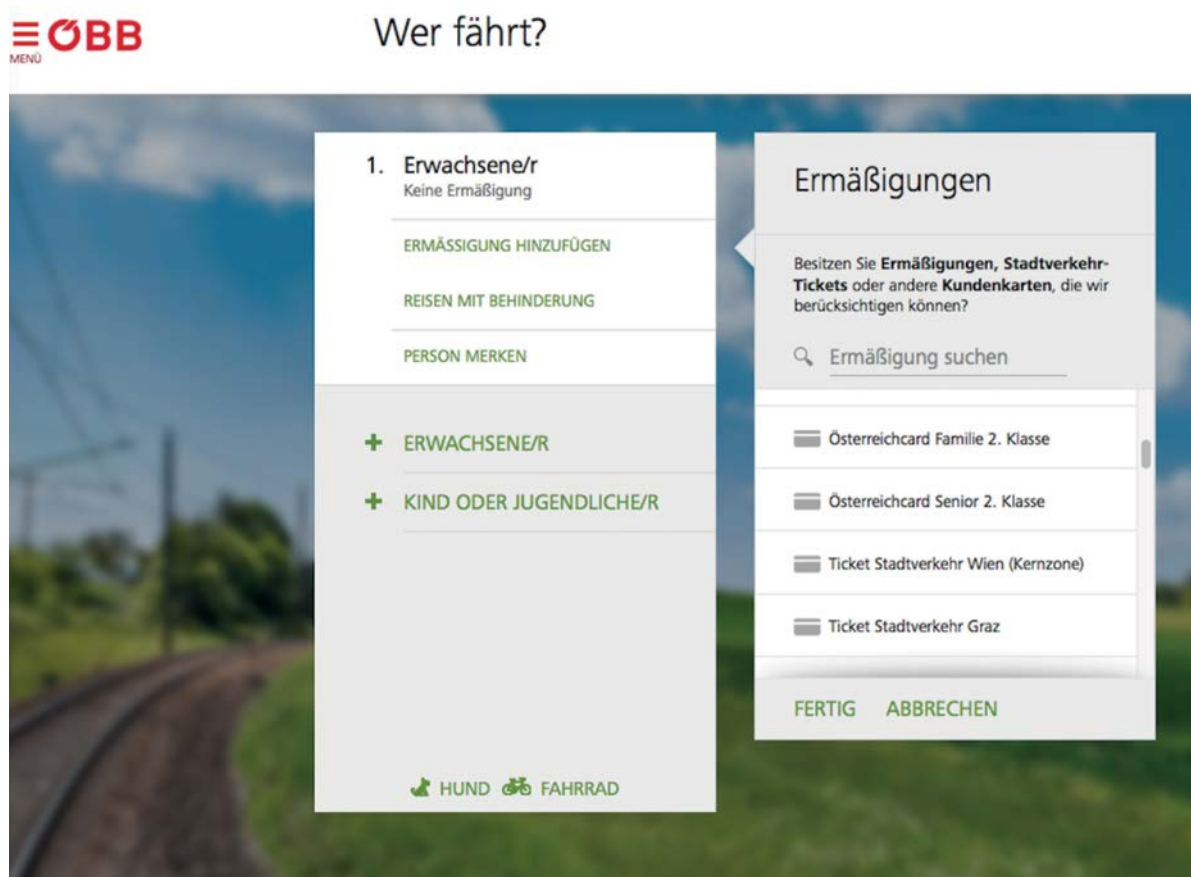 ÖBB
MENÜ
Wer fährt?
1. Erwachsene/r
Keine Ermäßigung
ERMÄSSIGUNG HINZUFÜGEN
REISEN MIT BEHINDERUNG
PERSON MERKEN
+ ERWACHSENE/R
+ KIND ODER JUGENDLICHE/R
HUND FAHRRAD
Ermäßigungen
Besitzen Sie Ermäßigungen, Stadtverkehr-
Tickets oder andere Kundenkarten, die wir
berücksichtigen können?
Ermäßigung suchen
Österreichcard Familie 2. Klasse
Österreichcard Senior 2. Klasse
Ticket Stadtverkehr Wien (Kernzone)
Ticket Stadtverkehr Graz
FERTIG ABBRECHEN